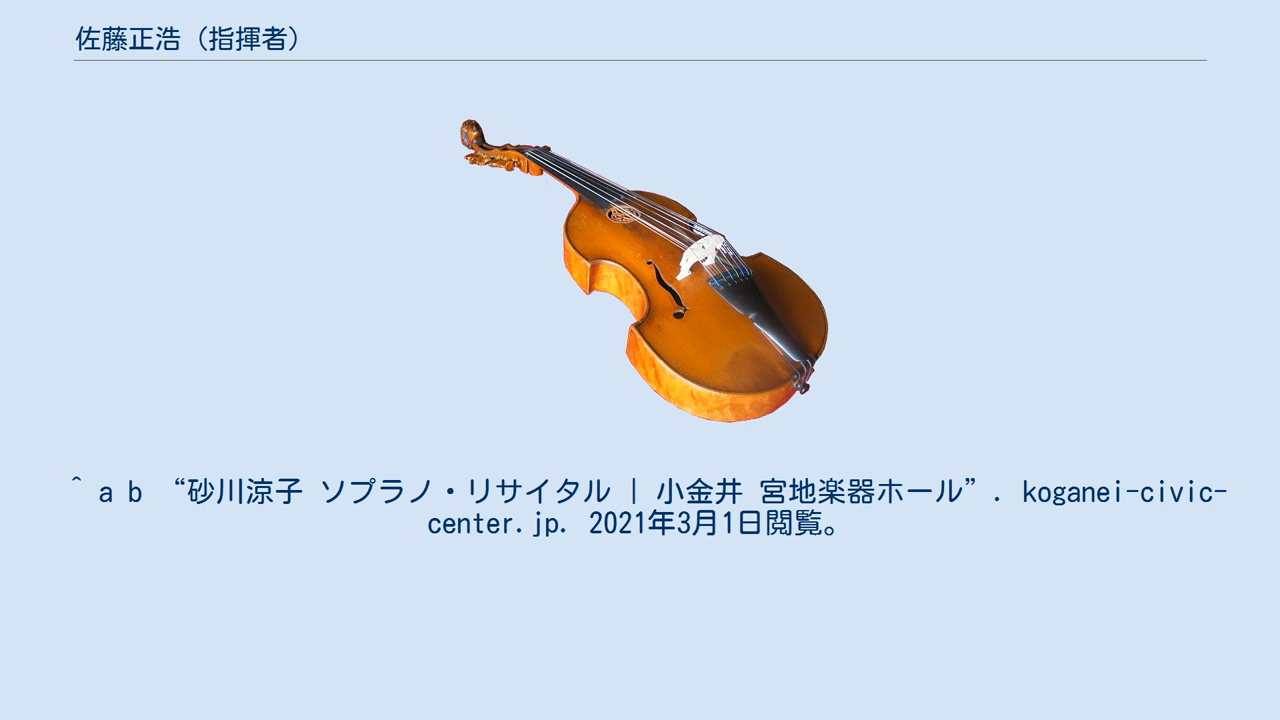 佐藤正浩（指揮者）
^ a b “砂川涼子 ソプラノ・リサイタル | 小金井 宮地楽器ホール”. koganei-civic-
center.jp. 2021年3月1日閲覧。